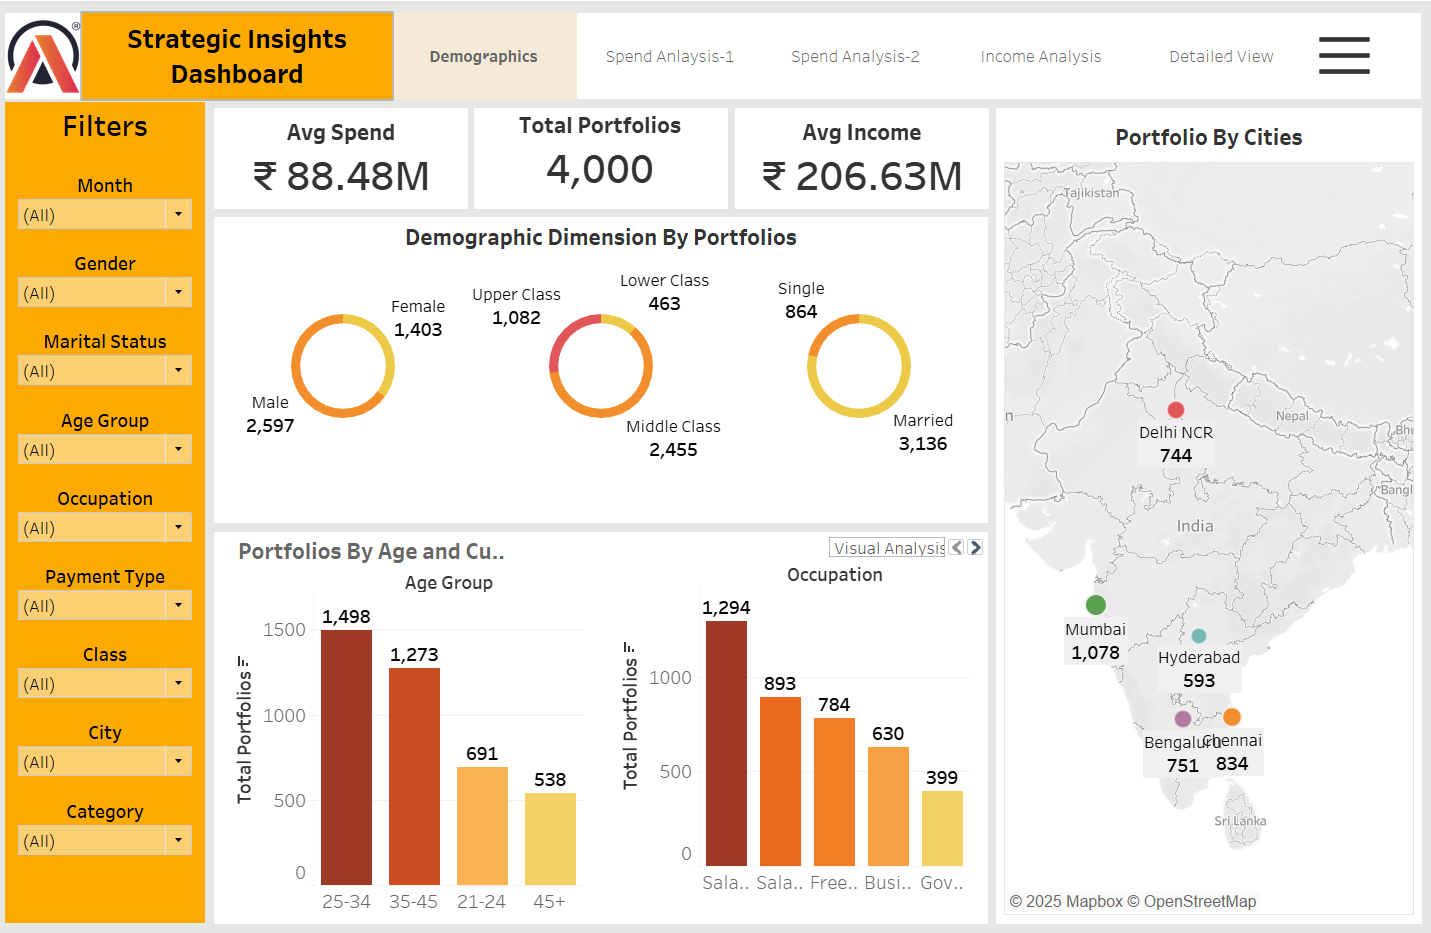 ®
Strategic Insights
Dashboard
Demographics
Spend Anlaysis-1
Spend Analysis-2
Income Analysis
Detailed View
Filters
Month
(All)
Gender
(All)
Marital Status
(All)
Age Group
(All)
Occupation
(All)
Payment Type
(All)
Class
(All)
City
(All)
Category
(All)
Avg Spend
₹ 88.48M
Total Portfolios
4,000
Avg Income
₹ 206.63M
Demographic Dimension By Portfolios
Female
1,403
Male
2,597
Upper Class
1,082
Lower Class
463
Middle Class
2,455
Single
864
Married
3,136
Portfolios By Age and Cu..
Visual Analysis
Age Group
Total Portfolios
1500
1000
500
0
1,498
1,273
691
538
25-34
35-45
21-24
45+
Occupation
Total Portfolios
1000
500
0
1,294
893
784
630
399
Sala..
Sala..
Free..
Busi..
Gov..
Portfolio By Cities
Tajikistan
n
Nepal
Bhu
Bangl
India
Sri Lanka
Delhi NCR
744
Mumbai
1,078
Hyderabad
593
Bengaluru
751
Chennai
834
© 2025 Mapbox © OpenStreetMap